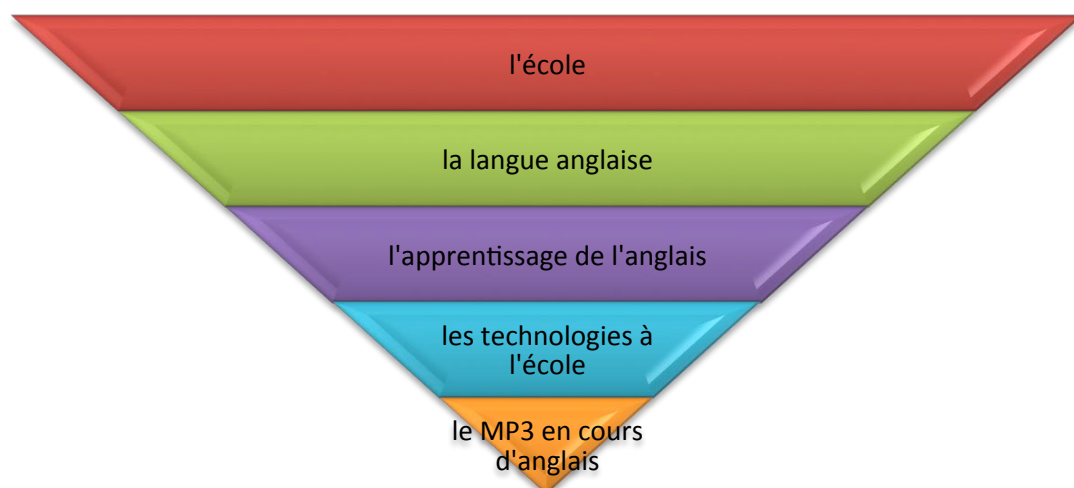 l'école
la langue anglaise
l'apprentissage de l'anglais
les technologies à
l'école
le MP3 en cours
d'anglais